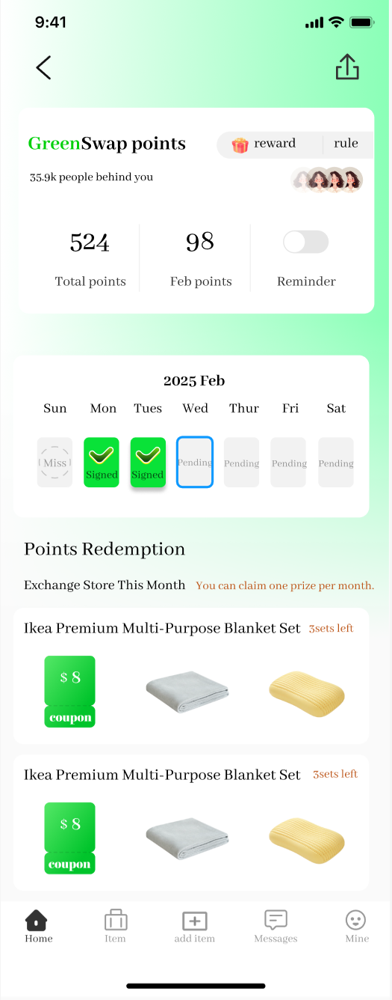 9:41
GreenSwap points
reward
rule
35.9k people behind you
524
98
Total points
Feb points
Reminder
2025 Feb
Sun Mon Tues Wed Thur Fri Sat
Miss Signed Signed Pending Pending Pending Pending
Points Redemption
Exchange Store This Month You can claim one prize per month.
Ikea Premium Multi-Purpose Blanket Set 3sets left
$ 8
coupon
Ikea Premium Multi-Purpose Blanket Set 3sets left
$ 8
coupon
Home Item add item Messages Mine